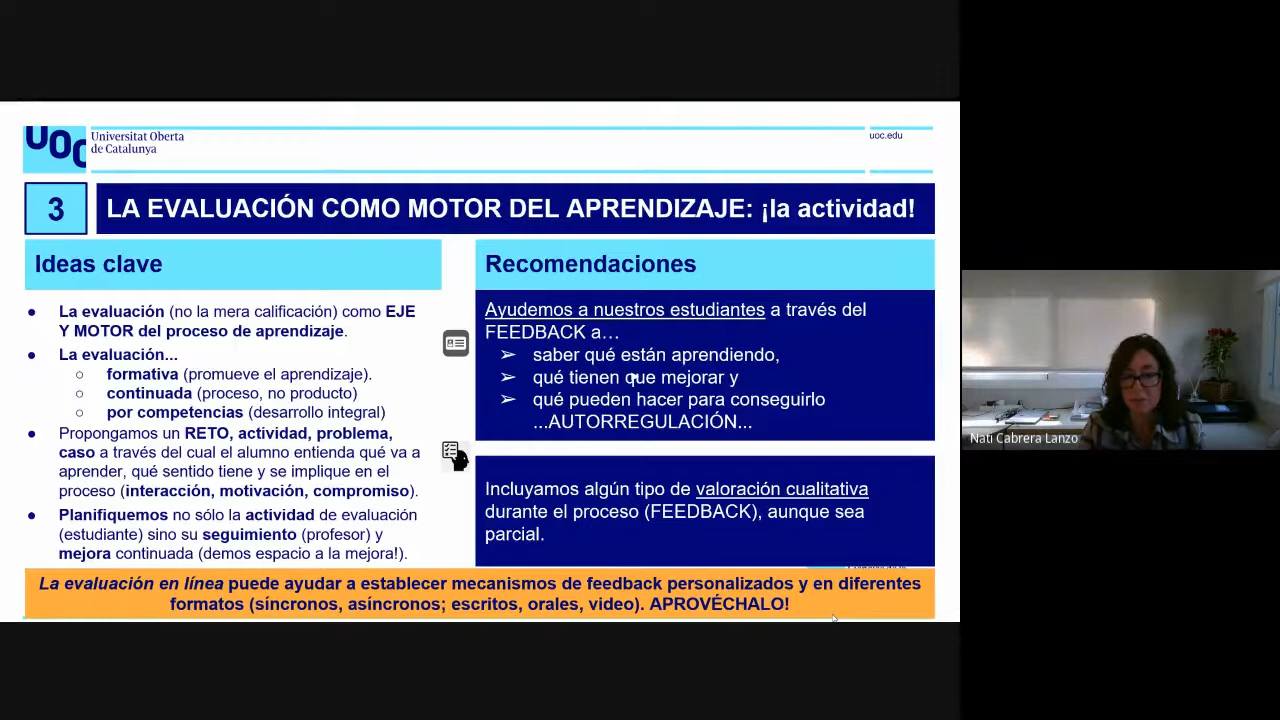 UOC
Universitat Oberta
de Catalunya
uoc.edu
3
LA EVALUACIÓN COMO MOTOR DEL APRENDIZAJE: ¡la actividad!
Ideas clave
● La evaluación (no la mera calificación) como EJE
Y MOTOR del proceso de aprendizaje.
● La evaluación...
○ formativa (promueve el aprendizaje).
○ continuada (proceso, no producto)
○ por competencias (desarrollo integral)
● Propongamos un RETO, actividad, problema,
caso a través del cual el alumno entienda qué va a
aprender, qué sentido tiene y se implique en el
proceso (interacción, motivación, compromiso).
● Planifiquemos no sólo la actividad de evaluación
(estudiante) sino su seguimiento (profesor) y
mejora continuada (demos espacio a la mejora!).
Recomendaciones
Ayudemos a nuestros estudiantes a través del
FEEDBACK a…
➢ saber qué están aprendiendo,
➢ qué tienen que mejorar y
➢ qué pueden hacer para conseguirlo
...AUTORREGULACIÓN...
Incluyamos algún tipo de valoración cualitativa
durante el proceso (FEEDBACK), aunque sea
parcial.
La evaluación en línea puede ayudar a establecer mecanismos de feedback personalizados y en diferentes
formatos (síncronos, asíncronos; escritos, orales, video). APROVÉCHALO!
Nati Cabrera Lanzo